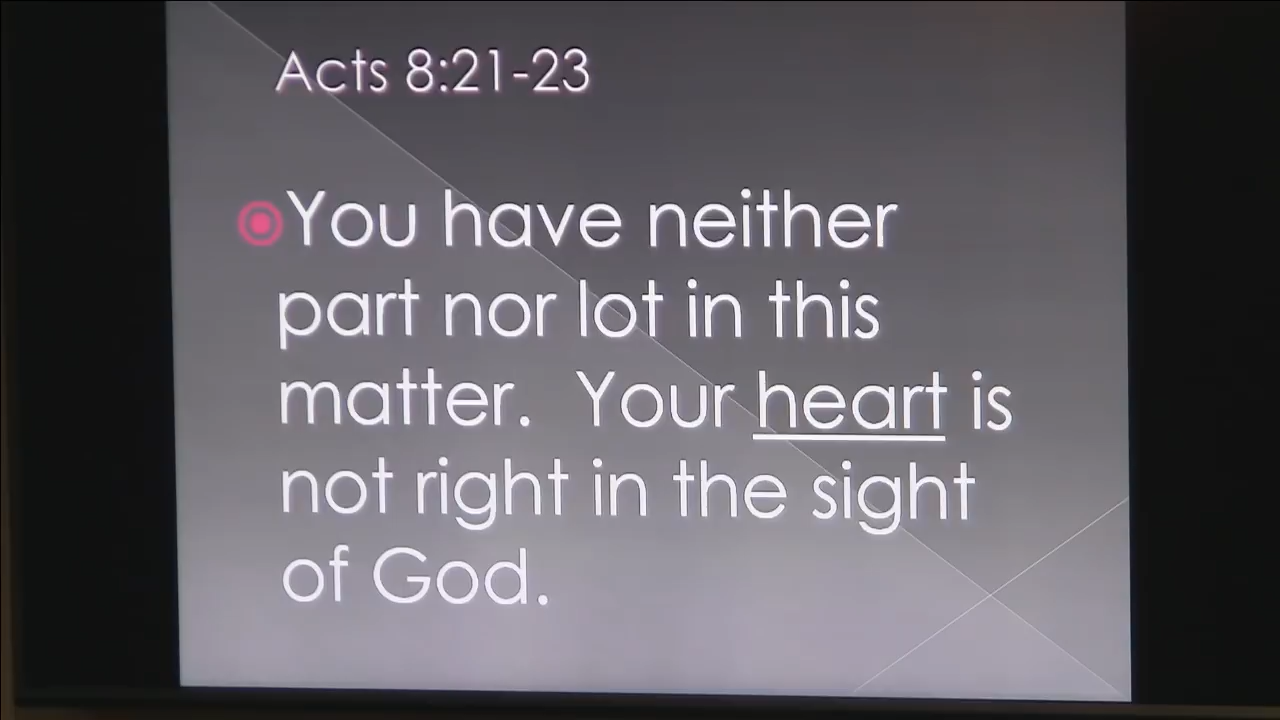 Acts 8:21-23
You have neither
part nor lot in this
matter.  Your heart is
not right in the sight
of God.